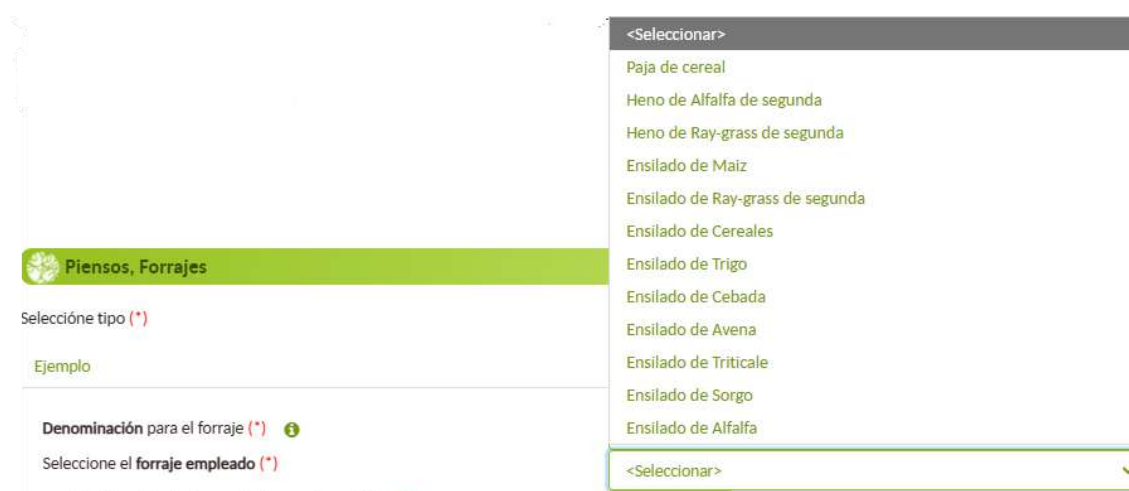 <Seleccionar>
Paja de cereal
Heno de Alfalfa de segunda
Heno de Ray-grass de segunda
Ensilado de Maiz
Ensilado de Ray-grass de segunda
Ensilado de Cereales
Ensilado de Trigo
Ensilado de Cebada
Ensilado de Avena
Ensilado de Triticale
Ensilado de Sorgo
Ensilado de Alfalfa
Piensos, Forrajes
Seleccióne tipo (*)
Ejemplo
Denominación para el forraje (*)
Seleccione el forraje empleado (*)
<Seleccionar>